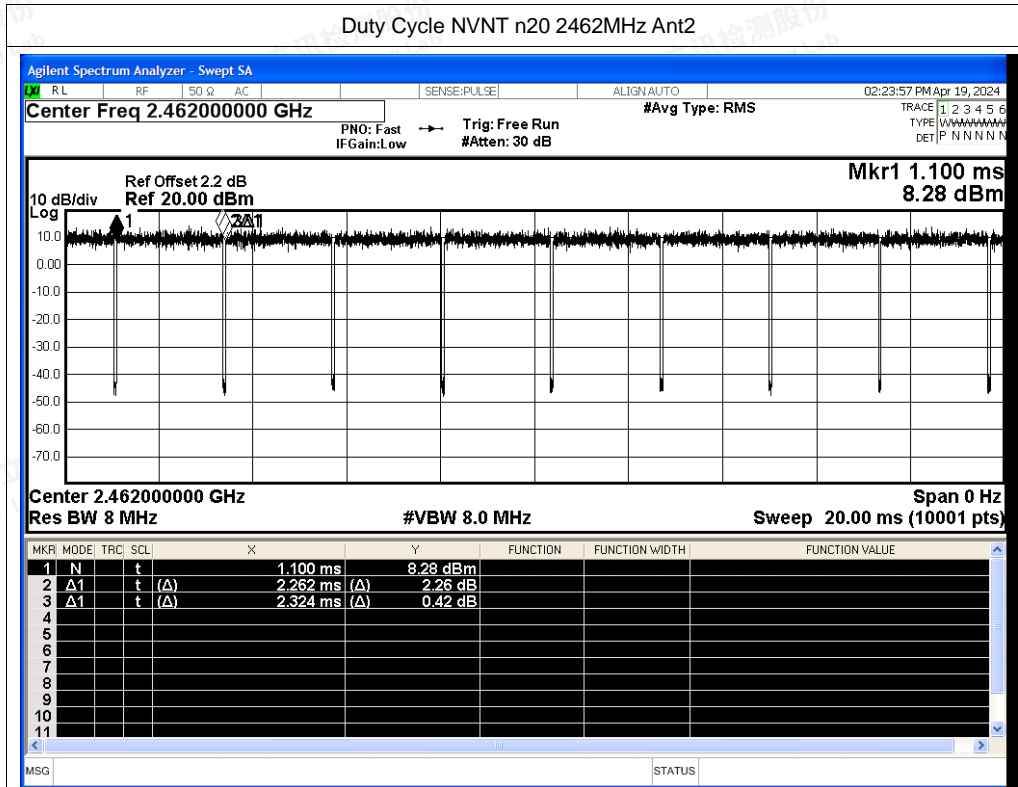 Duty Cycle NVNT n20 2462MHz Ant2
Agilent Spectrum Analyzer - Swept SA
LXI RL RF 50 Ω AC SENSE:PULSE ALIGN AUTO 02:23:57 PM Apr 19, 2024
Center Freq 2.462000000 GHz #Avg Type: RMS TRACE 1 2 3 4 5 6
PNO: Fast Trig: Free Run TYPE WWWWWW
IFGain:Low #Atten: 30 dB DET P N N N N N
Mkr1 1.100 ms
Ref Offset 2.2 dB
10 dB/div Ref 20.00 dBm 8.28 dBm
Log
1
3Δ1
10.0
0.00
-10.0
-20.0
-30.0
-40.0
-50.0
-60.0
-70.0
Center 2.462000000 GHz Span 0 Hz
Res BW 8 MHz #VBW 8.0 MHz Sweep 20.00 ms (10001 pts)
MKR MODE TRC SCL X Y FUNCTION FUNCTION WIDTH FUNCTION VALUE
1 N t 1.100 ms 8.28 dBm
2 Δ1 t (Δ) 2.262 ms (Δ) 2.26 dB
3 Δ1 t (Δ) 2.324 ms (Δ) 0.42 dB
4
5
6
7
8
9
10
11
MSG STATUS